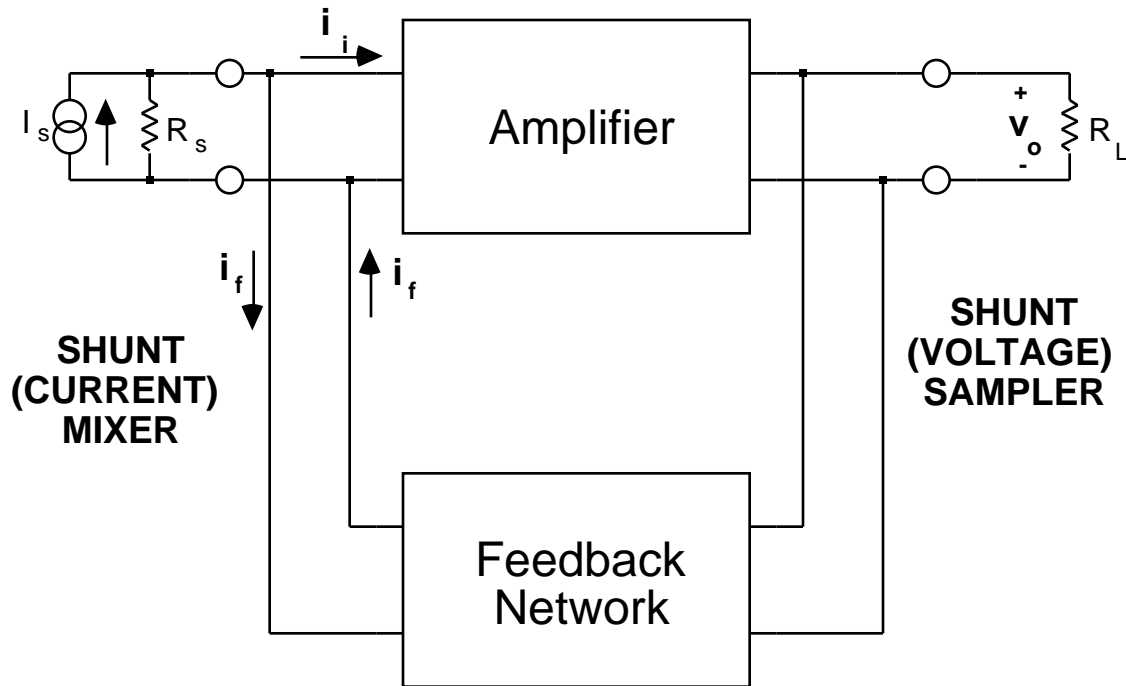 i i
Amplifier
I s
R s
+
v o
-
R L
i f
i f
SHUNT
(CURRENT)
MIXER
SHUNT
(VOLTAGE)
SAMPLER
Feedback
Network